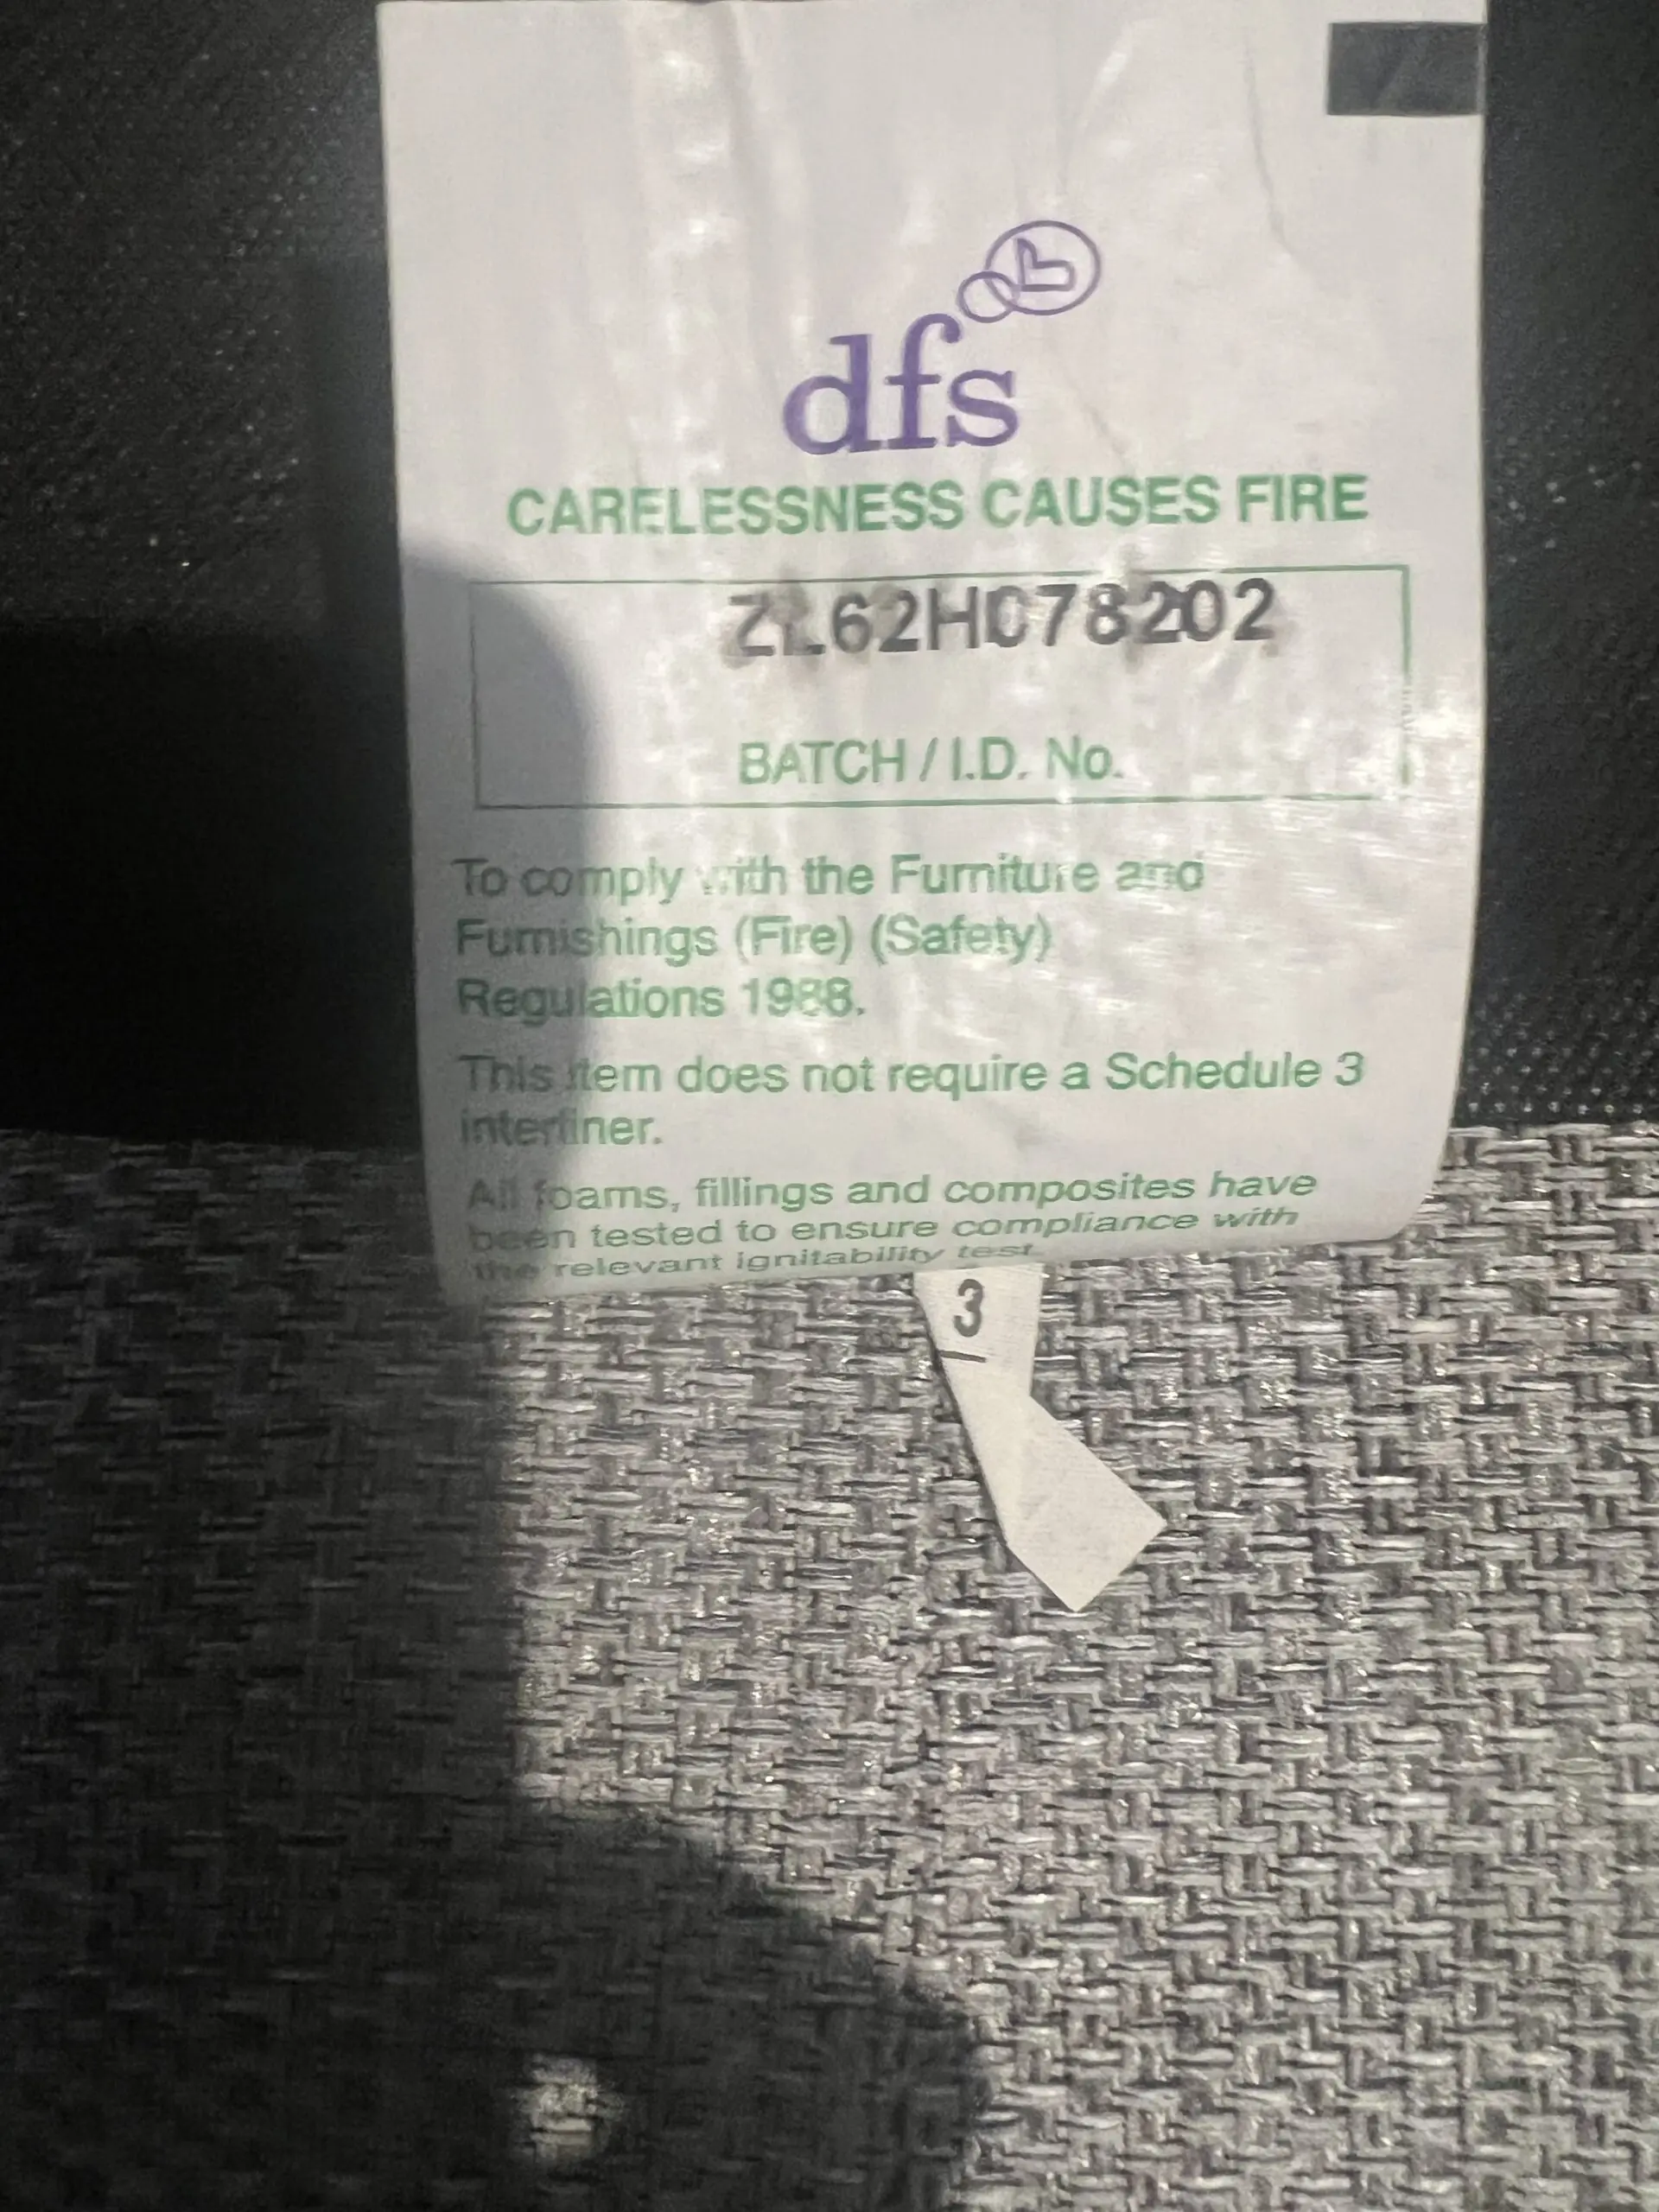 dfs
CARELESSNESS CAUSES FIRE
ZL62H078202
BATCH / I.D. No.
To comply with the Furniture and
Furnishings (Fire) (Safety)
Regulations 1988.
This item does not require a Schedule 3
interliner.
All foams, fillings and composites have
been tested to ensure compliance with
the relevant ignitability test
3